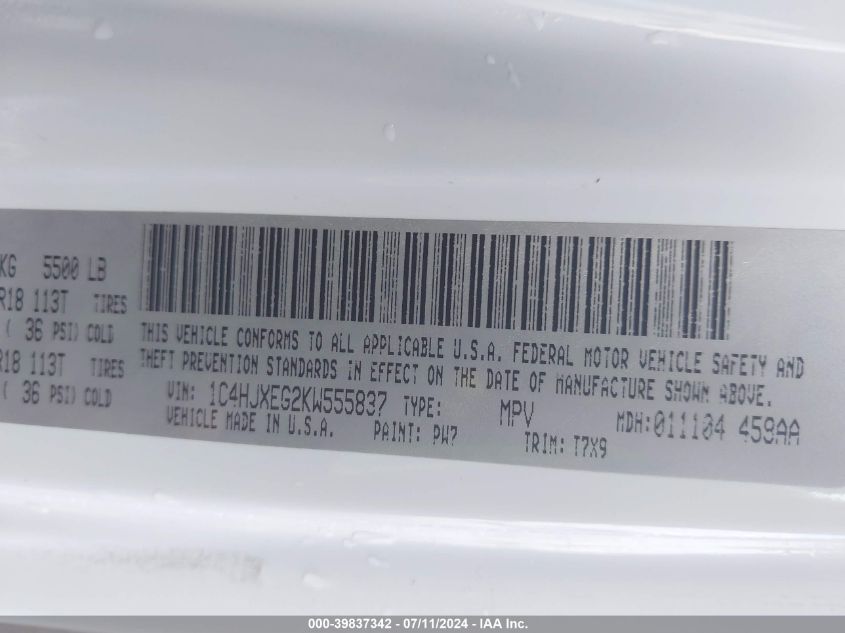 KG 5500 LB
R18 113T TIRES
( 36 PSI) COLD
R18 113T TIRES
( 36 PSI) COLD
THIS VEHICLE CONFORMS TO ALL APPLICABLE U.S.A. FEDERAL MOTOR VEHICLE SAFETY AND
THEFT PREVENTION STANDARDS IN EFFECT ON THE DATE OF MANUFACTURE SHOWN ABOVE.
VIN: 1C4HJXEG2KW555837 TYPE: MPV MDH:011104 458AA
VEHICLE MADE IN U.S.A. PAINT: PW7 TRIM: T7X9
000-39837342 - 07/11/2024 - IAA Inc.